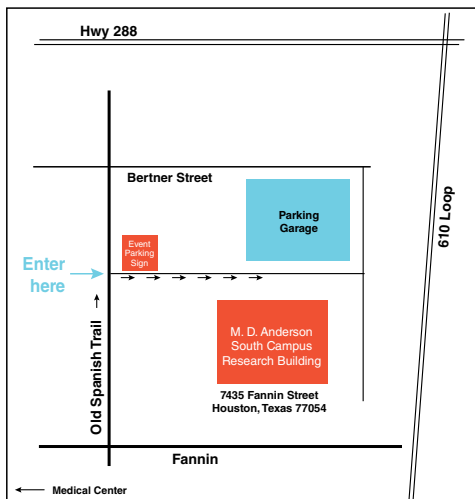 Hwy 288
Bertner Street
Parking
Garage
Event
Parking
Sign
Enter
here
610 Loop
Old Spanish Trail
M. D. Anderson
South Campus
Research Building
7435 Fannin Street
Houston, Texas 77054
Fannin
Medical Center